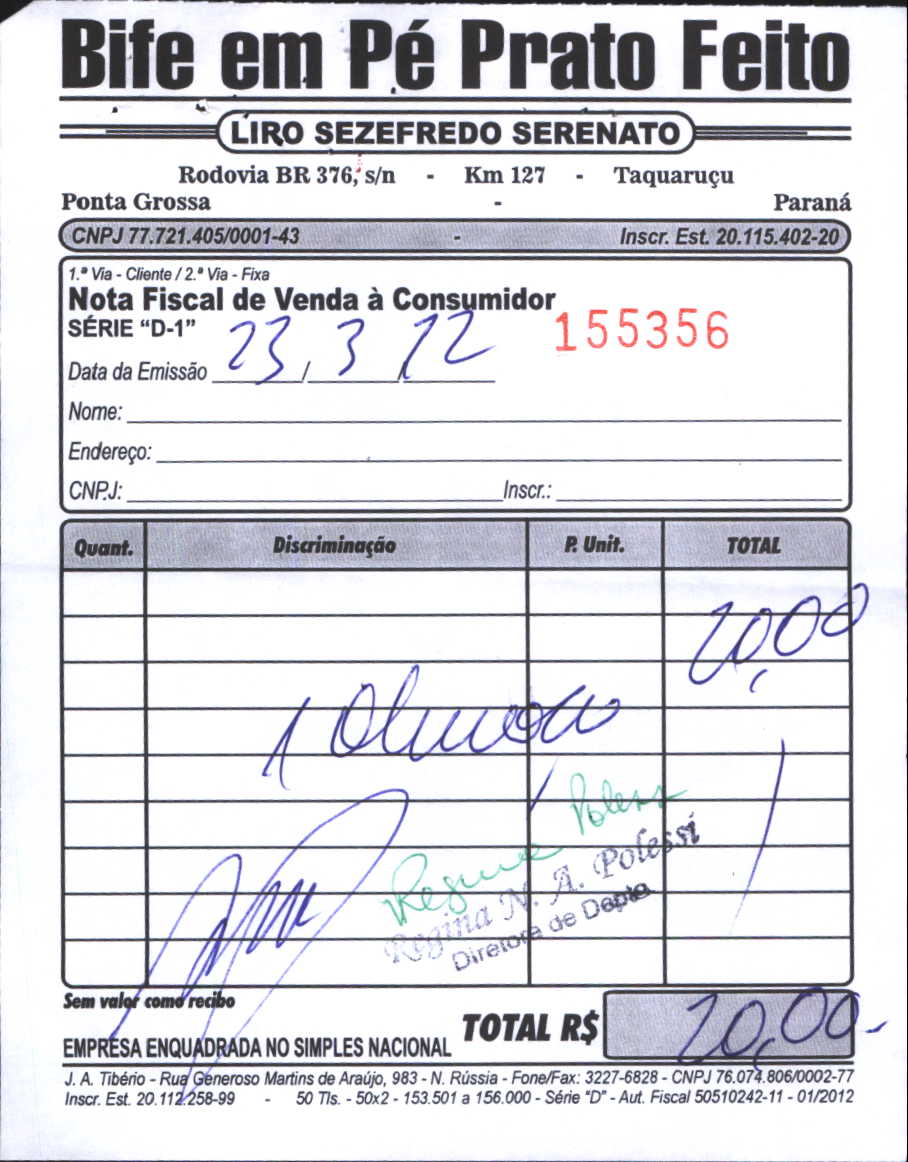 Bife em Pé Prato Feito
LIRO SEZEFREDO SERENATO
Rodovia BR 376, s/n - Km 127 - Taquaruçu
Ponta Grossa - Paraná
CNPJ 77.721.405/0001-43 - Inscr. Est. 20.115.402-20
1.ª Via - Cliente / 2.ª Via - Fixa
Nota Fiscal de Venda à Consumidor
SÉRIE "D-1" 155356
Data da Emissão 23/3/12
Nome:
Endereço:
CNPJ: Inscr.:
Quant. Discriminação P. Unit. TOTAL
20,00
1 Almoço
Regina Polessi
Regina N. A. Polessi
Diretora de Depto
Sem valor como recibo
EMPRESA ENQUADRADA NO SIMPLES NACIONAL TOTAL R$ 20,00
J. A. Tibério - Rua Generoso Martins de Araújo, 983 - N. Rússia - Fone/Fax: 3227-6828 - CNPJ 76.074.806/0002-77
Inscr. Est. 20.112.258-99 - 50 Tls. - 50x2 - 153.501 a 156.000 - Série "D" - Aut. Fiscal 50510242-11 - 01/2012